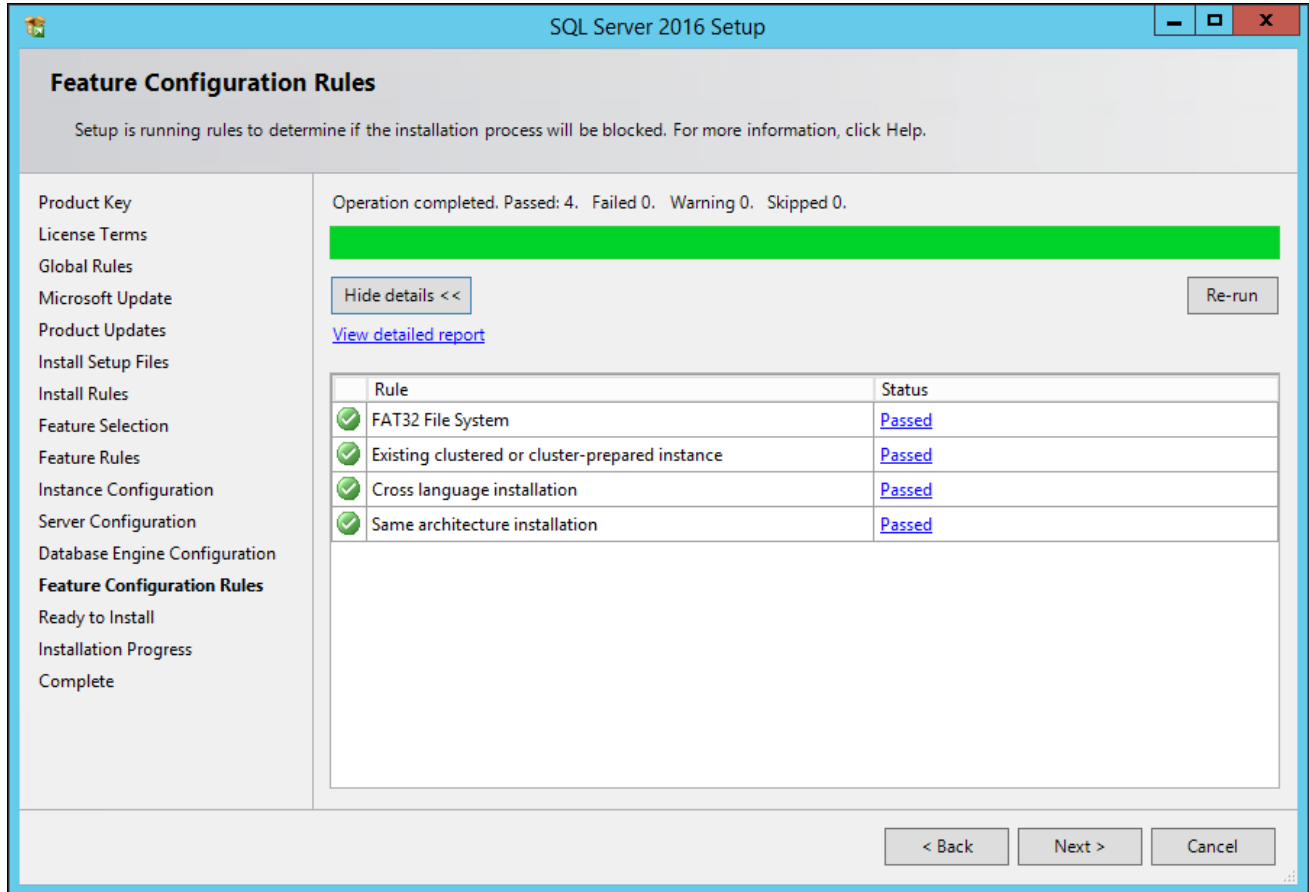 SQL Server 2016 Setup
Feature Configuration Rules
Setup is running rules to determine if the installation process will be blocked. For more information, click Help.
Product Key
License Terms
Global Rules
Microsoft Update
Product Updates
Install Setup Files
Install Rules
Feature Selection
Feature Rules
Instance Configuration
Server Configuration
Database Engine Configuration
Feature Configuration Rules
Ready to Install
Installation Progress
Complete
Operation completed. Passed: 4. Failed 0. Warning 0. Skipped 0.
Hide details << Re-run
View detailed report
Rule Status
FAT32 File System Passed
Existing clustered or cluster-prepared instance Passed
Cross language installation Passed
Same architecture installation Passed
< Back Next > Cancel